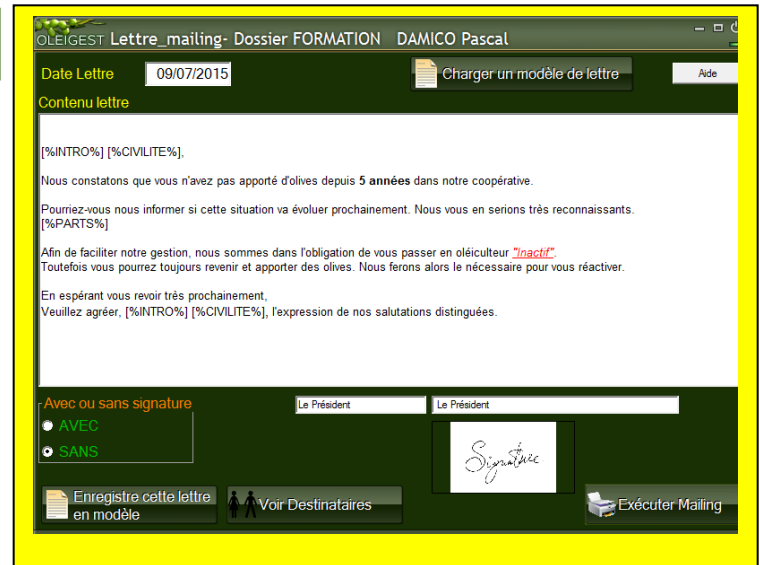 OLEIGEST Lettre_mailing- Dossier FORMATION DAMICO Pascal
Date Lettre 09/07/2015 Charger un modèle de lettre Aide
Contenu lettre
[%INTRO%] [%CIVILITE%],
Nous constatons que vous n'avez pas apporté d'olives depuis 5 années dans notre coopérative.
Pourriez-vous nous informer si cette situation va évoluer prochainement. Nous vous en serions très reconnaissants.
[%PARTS%]
Afin de faciliter notre gestion, nous sommes dans l'obligation de vous passer en oléiculteur "Inactif".
Toutefois vous pourrez toujours revenir et apporter des olives. Nous ferons alors le nécessaire pour vous réactiver.
En espérant vous revoir très prochainement,
Veuillez agréer, [%INTRO%] [%CIVILITE%], l'expression de nos salutations distinguées.
Avec ou sans signature Le Président Le Président
AVEC
SANS
Signature
Enregistre cette lettre
en modèle
Voir Destinataires
Exécuter Mailing